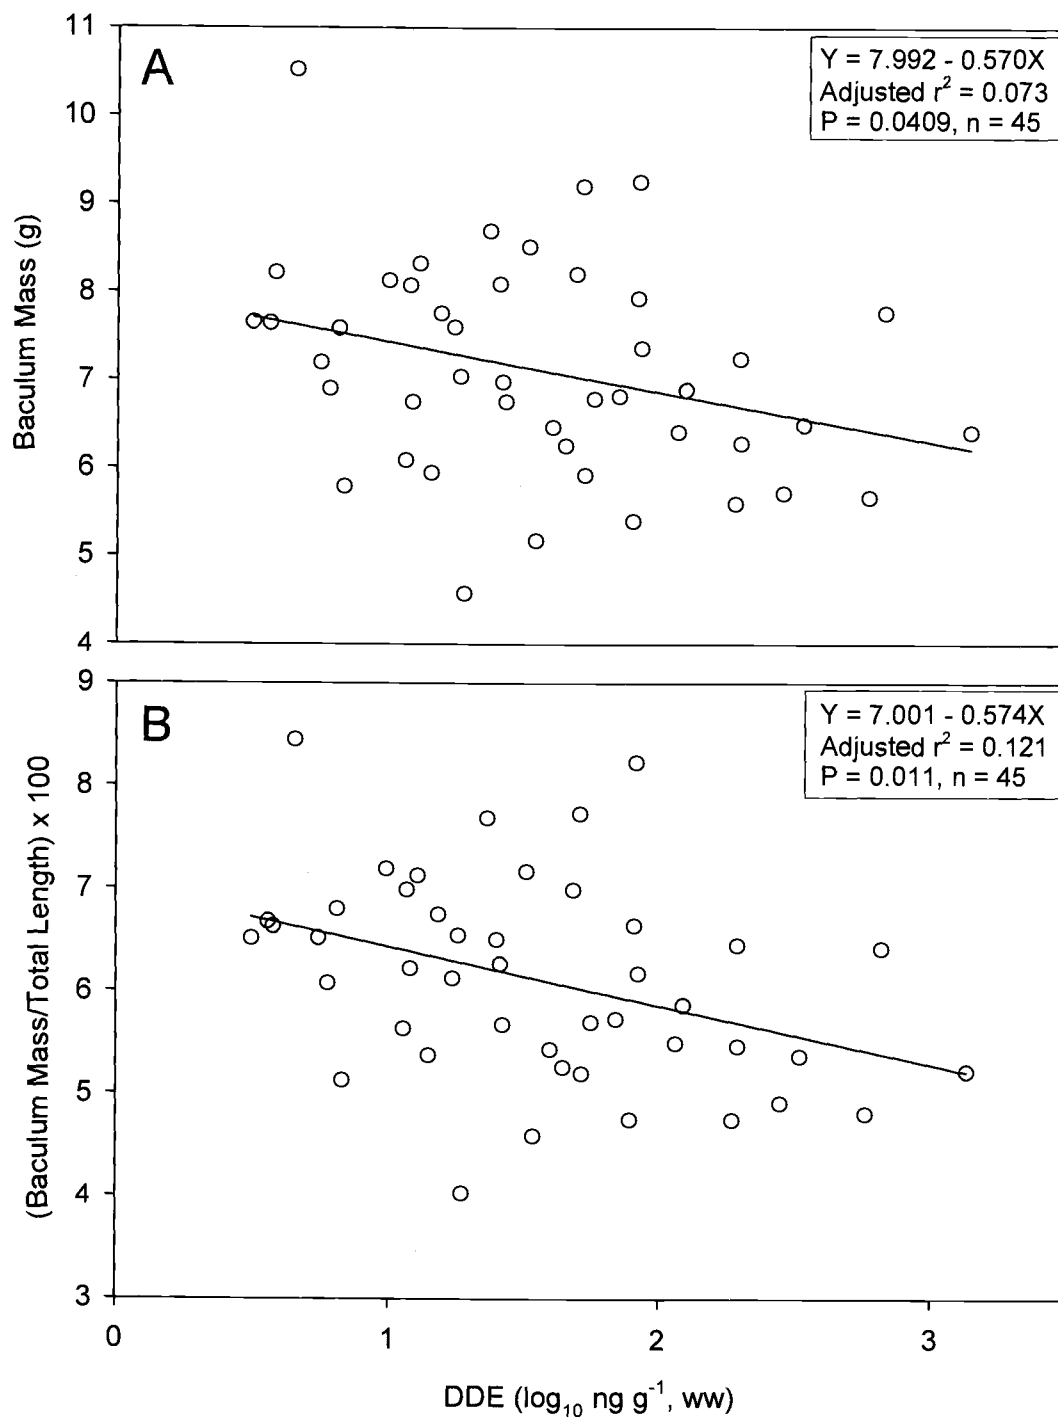 A
Y = 7.992 - 0.570X
Adjusted r² = 0.073
P = 0.0409, n = 45
11
10
9
8
7
6
5
4
Baculum Mass (g)
B
Y = 7.001 - 0.574X
Adjusted r² = 0.121
P = 0.011, n = 45
9
8
7
6
5
4
3
(Baculum Mass/Total Length) x 100
0 1 2 3
DDE (log₁₀ ng g⁻¹, ww)